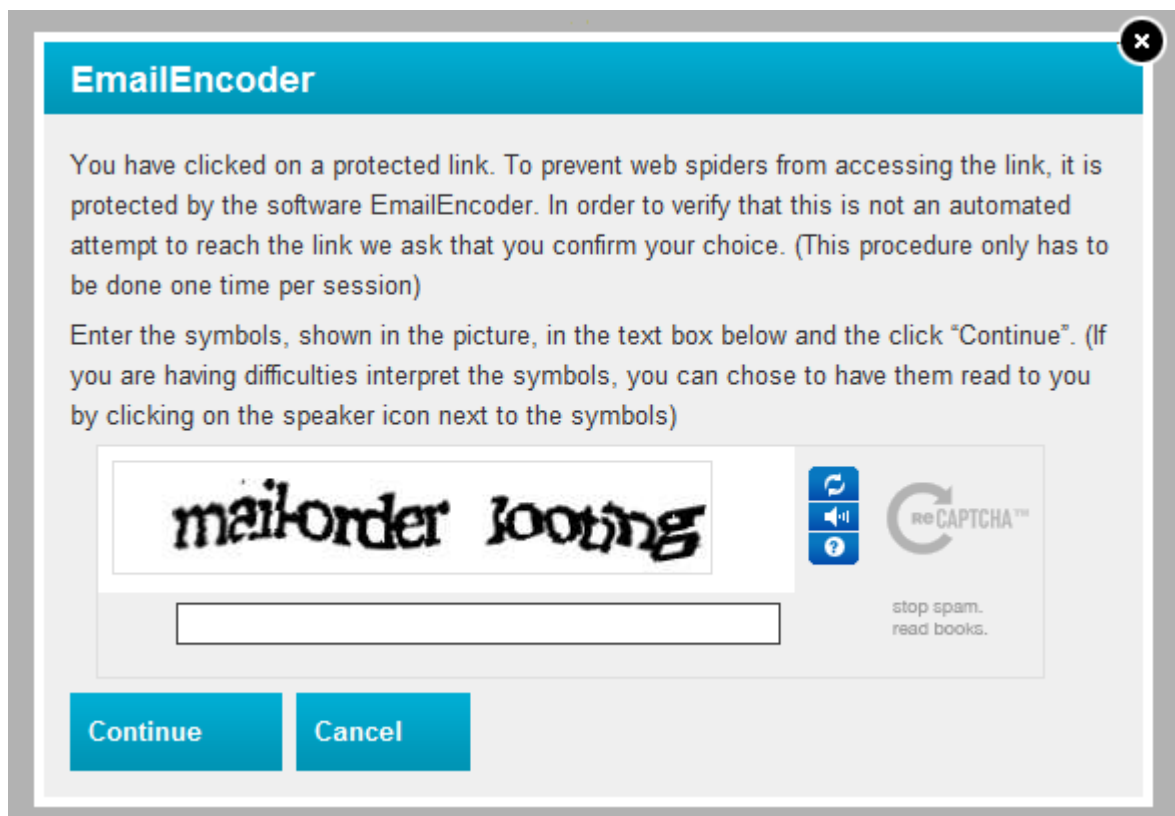 EmailEncoder
You have clicked on a protected link. To prevent web spiders from accessing the link, it is
protected by the software EmailEncoder. In order to verify that this is not an automated
attempt to reach the link we ask that you confirm your choice. (This procedure only has to
be done one time per session)
Enter the symbols, shown in the picture, in the text box below and the click “Continue”. (If
you are having difficulties interpret the symbols, you can chose to have them read to you
by clicking on the speaker icon next to the symbols)
mail-order looting
reCAPTCHA™
stop spam.
read books.
Continue Cancel